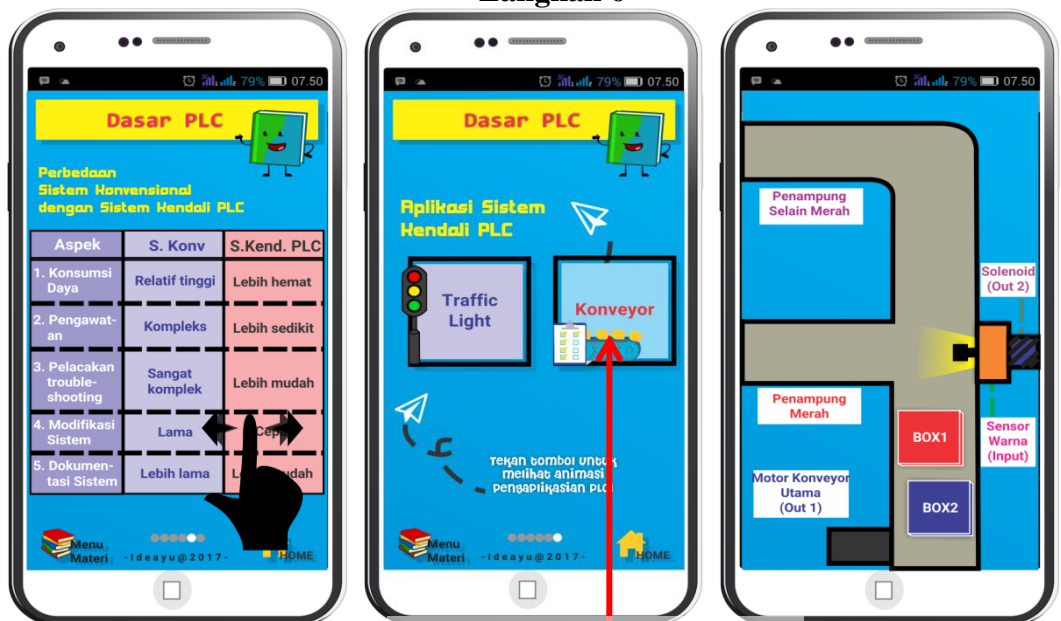 79% 07.50
Dasar PLC
Perbedaan
Sistem Konvensional
dengan Sistem Kendali PLC
Aspek S. Konv S.Kend. PLC
1. Konsumsi Daya Relatif tinggi Lebih hemat
2. Pengawat-an Kompleks Lebih sedikit
3. Pelacakan trouble-shooting Sangat komplek Lebih mudah
4. Modifikasi Sistem Lama
5. Dokumen-tasi Sistem Lebih lama
Menu
Materi
-Ideayu@2017-
HOME
79% 07.50
Dasar PLC
Aplikasi Sistem
Kendali PLC
Traffic
Light
Konveyor
Tekan tombol untuk
melihat animasi
pengaplikasian PLC
Menu
Materi
-Ideayu@2017-
HOME
79% 07.50
Penampung
Selain Merah
Solenoid
(Out 2)
Penampung
Merah
BOX1
Sensor
Warna
(Input)
Motor Konveyor
Utama
(Out 1)
BOX2